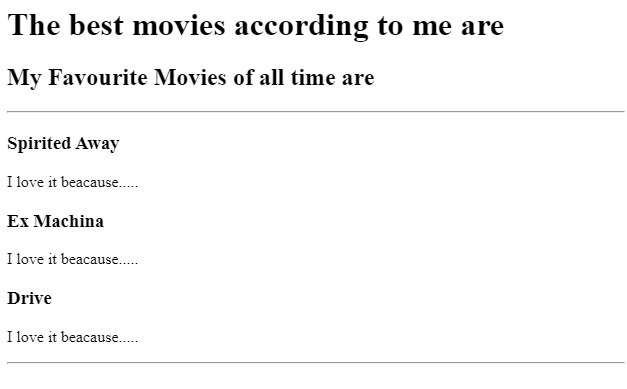 The best movies according to me are
My Favourite Movies of all time are
Spirited Away
I love it beacause.....
Ex Machina
I love it beacause.....
Drive
I love it beacause.....